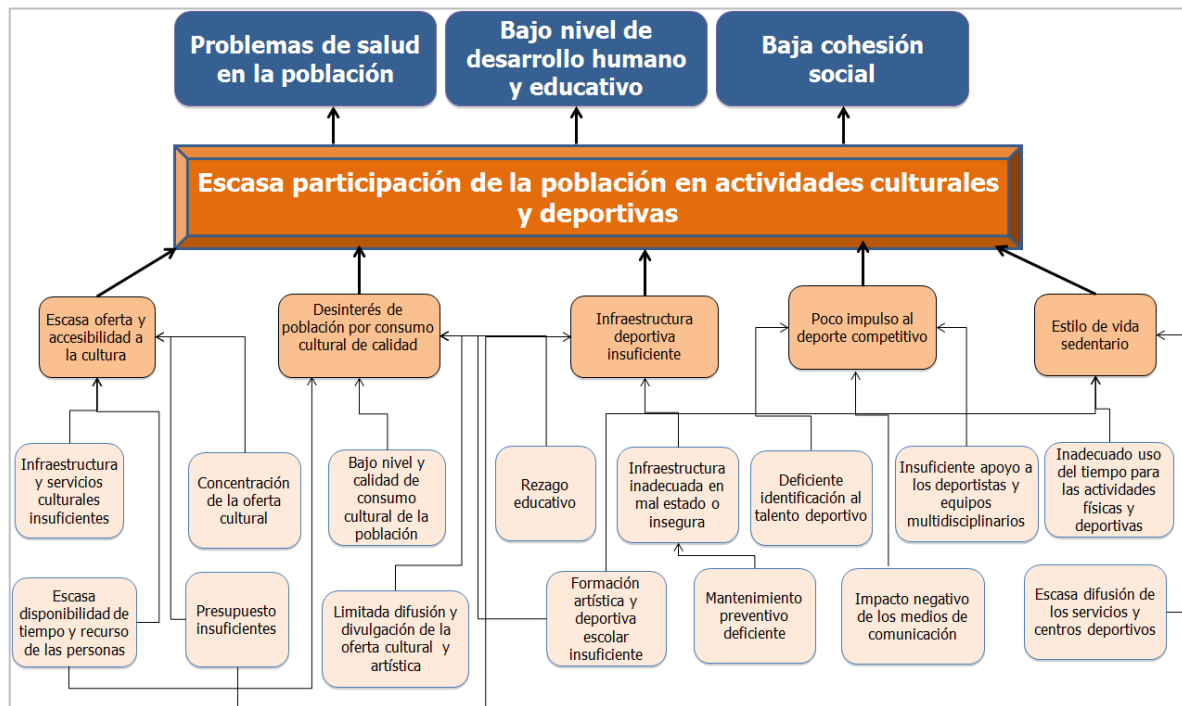 Problemas de salud
en la población
Bajo nivel de
desarrollo humano
y educativo
Baja cohesión
social
Escasa participación de la población en actividades culturales
y deportivas
Escasa oferta y
accesibilidad a
la cultura
Desinterés de
población por consumo
cultural de calidad
Infraestructura
deportiva
insuficiente
Poco impulso al
deporte competitivo
Estilo de vida
sedentario
Infraestructura
y servicios
culturales
insuficientes
Concentración
de la oferta
cultural
Bajo nivel y
calidad de
consumo
cultural de la
población
Rezago
educativo
Infraestructura
inadecuada en
mal estado o
insegura
Deficiente
identificación al
talento deportivo
Insuficiente apoyo a
los deportistas y
equipos
multidisciplinarios
Inadecuado uso
del tiempo para
las actividades
físicas y
deportivas
Escasa
disponibilidad de
tiempo y recurso
de las personas
Presupuesto
insuficientes
Limitada difusión y
divulgación de la
oferta cultural y
artística
Formación
artística y
deportiva
escolar
insuficiente
Mantenimiento
preventivo
deficiente
Impacto negativo
de los medios de
comunicación
Escasa difusión de
los servicios y
centros deportivos